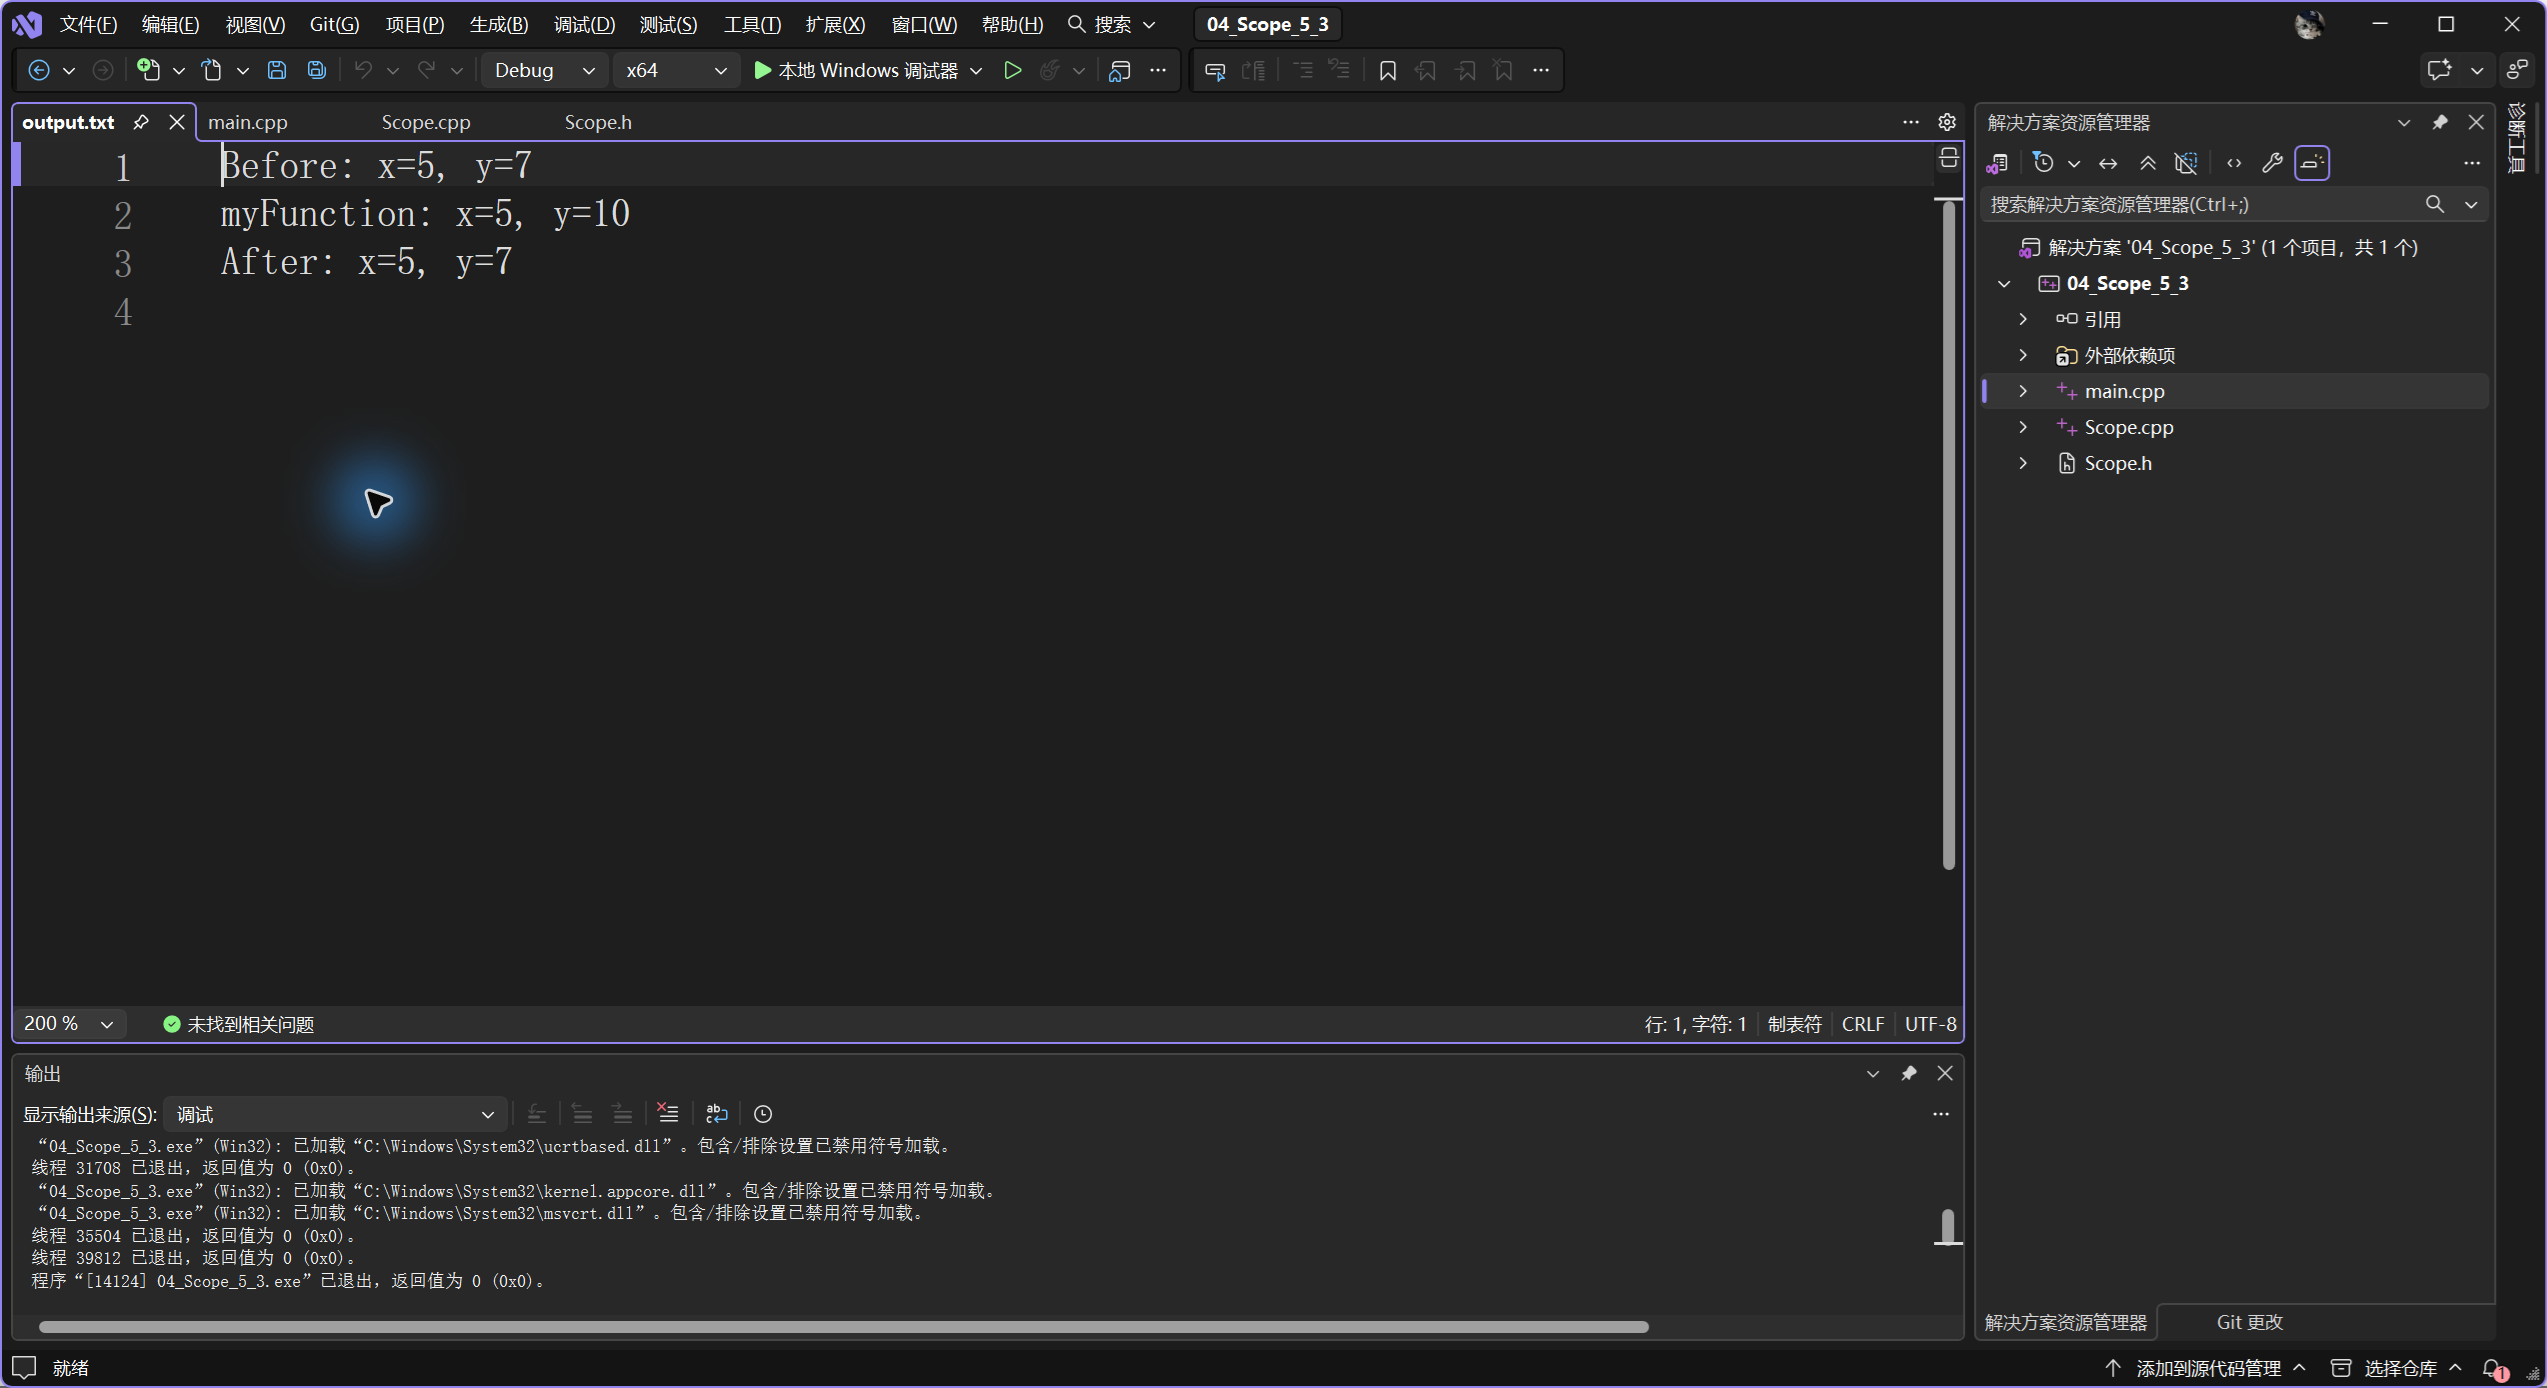 文件(F) 编辑(E) 视图(V) Git(G) 项目(P) 生成(B) 调试(D) 测试(S) 工具(T) 扩展(X) 窗口(W) 帮助(H) 搜索 04_Scope_5_3
Debug x64 本地 Windows 调试器
output.txt main.cpp Scope.cpp Scope.h
1 Before: x=5, y=7
2 myFunction: x=5, y=10
3 After: x=5, y=7
4
200 % 未找到相关问题 行: 1, 字符: 1 制表符 CRLF UTF-8
输出
显示输出来源(S): 调试
“04_Scope_5_3.exe”(Win32): 已加载“C:\Windows\System32\ucrtbased.dll”。包含/排除设置已禁用符号加载。
线程 31708 已退出，返回值为 0 (0x0)。
“04_Scope_5_3.exe”(Win32): 已加载“C:\Windows\System32\kernel.appcore.dll”。包含/排除设置已禁用符号加载。
“04_Scope_5_3.exe”(Win32): 已加载“C:\Windows\System32\msvcrt.dll”。包含/排除设置已禁用符号加载。
线程 35504 已退出，返回值为 0 (0x0)。
线程 39812 已退出，返回值为 0 (0x0)。
程序“[14124] 04_Scope_5_3.exe”已退出，返回值为 0 (0x0)。
解决方案资源管理器
搜索解决方案资源管理器(Ctrl+;)
解决方案 '04_Scope_5_3' (1 个项目，共 1 个)
04_Scope_5_3
引用
外部依赖项
main.cpp
Scope.cpp
Scope.h
解决方案资源管理器 Git 更改
诊断工具
就绪 添加到源代码管理 选择仓库 1